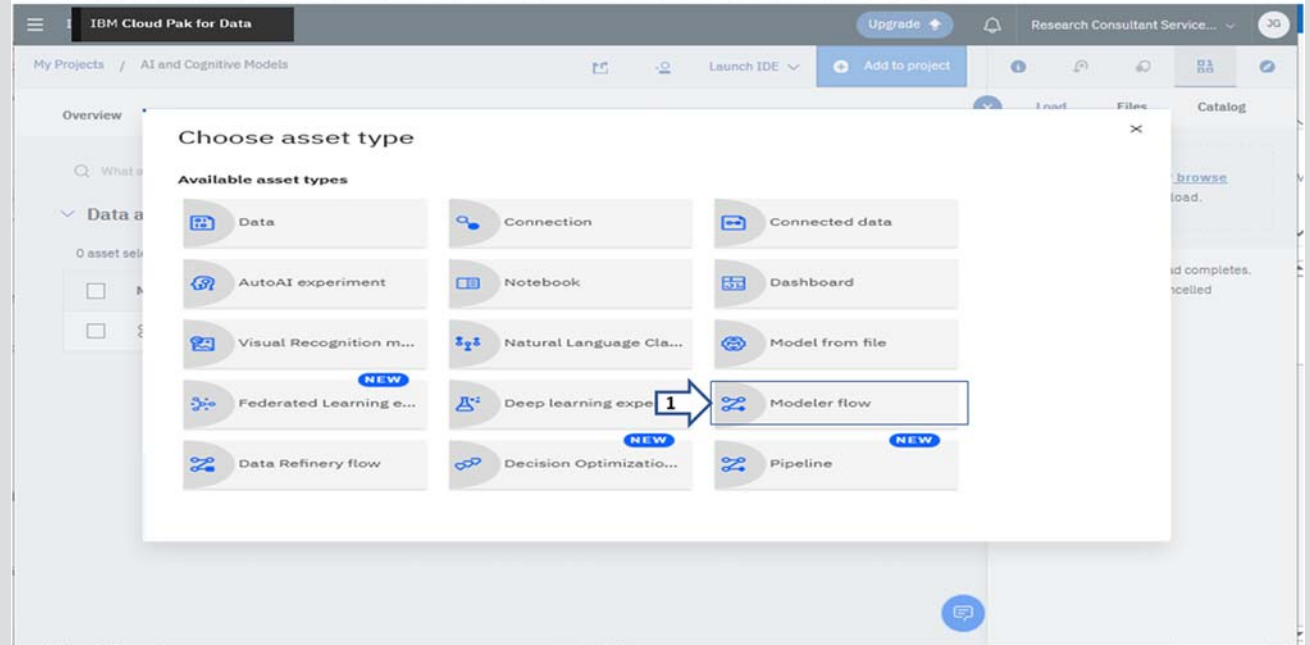 IBM Cloud Pak for Data
Upgrade
Research Consultant Service...
JG
My Projects / AI and Cognitive Models
Launch IDE
Add to project
Overview
Load
Files
Catalog
Choose asset type
What
browse
load.
Available asset types
Data a
Data
Connection
Connected data
0 asset sele
AutoAI experiment
Notebook
Dashboard
completes.
Visual Recognition m...
Natural Language Cla...
Model from file
NEW
Federated Learning e...
Deep learning expe
1
Modeler flow
NEW
NEW
Data Refinery flow
Decision Optimizatio...
Pipeline